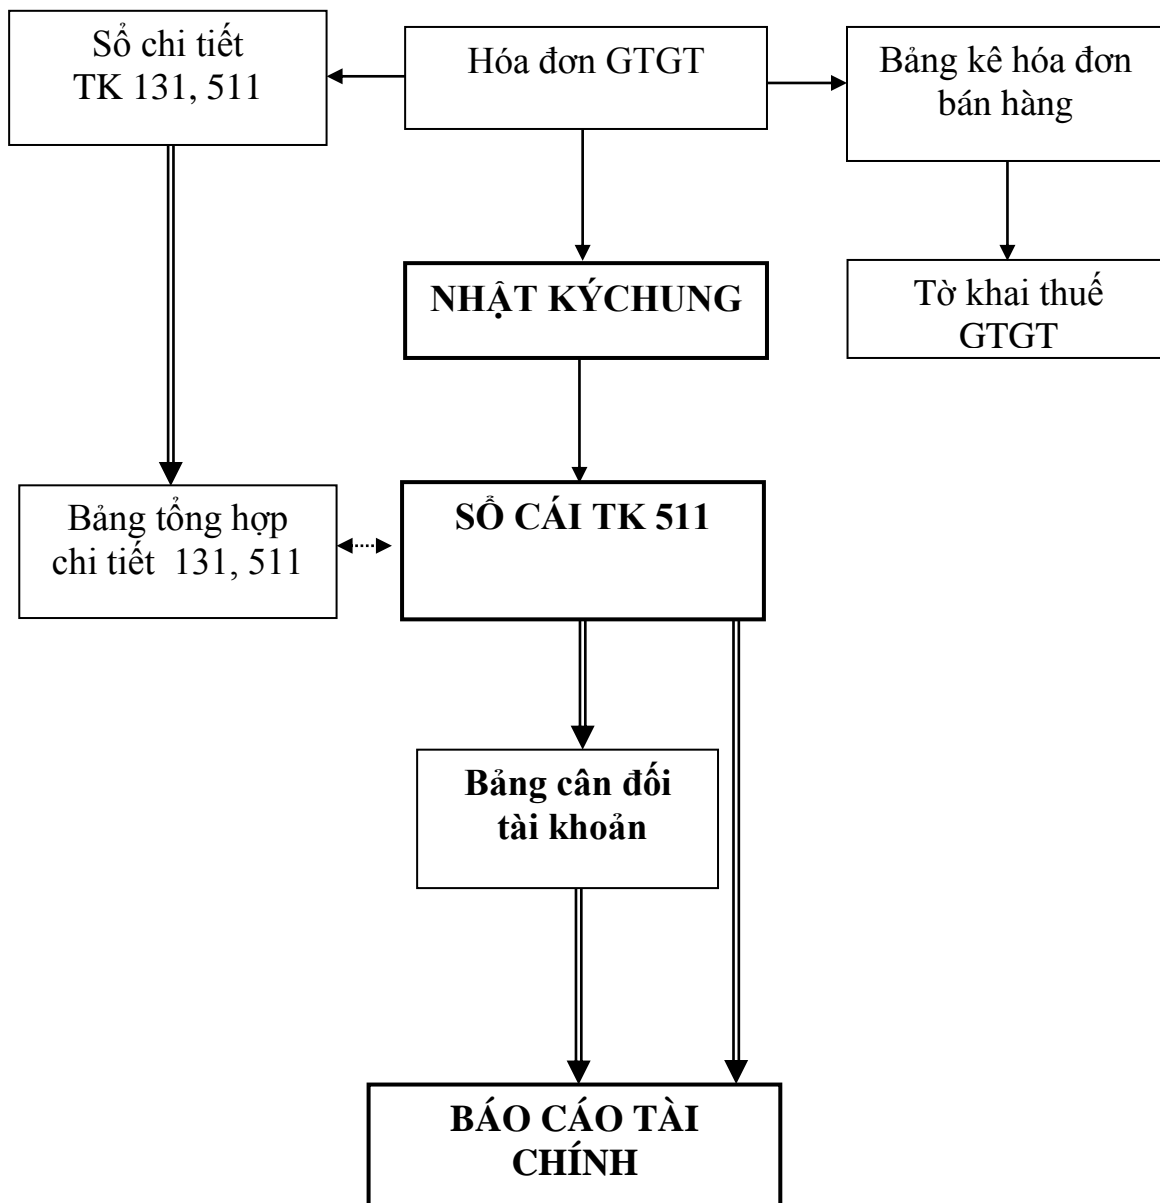 Sổ chi tiết
TK 131, 511
Hóa đơn GTGT
Bảng kê hóa đơn
bán hàng
NHẬT KÝCHUNG
Tờ khai thuế
GTGT
Bảng tổng hợp
chi tiết  131, 511
SỔ CÁI TK 511
Bảng cân đối
tài khoản
BÁO CÁO TÀI
CHÍNH